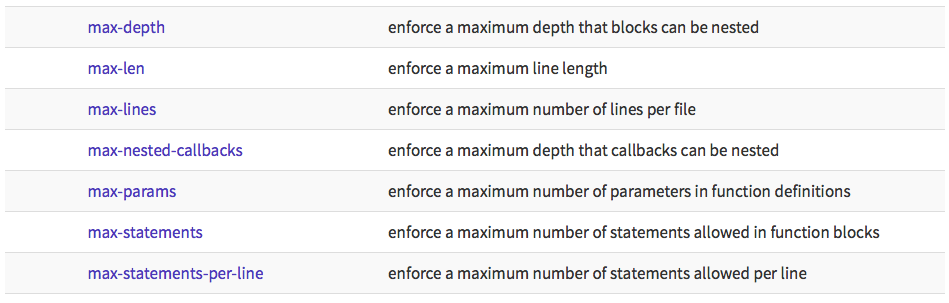 max-depth enforce a maximum depth that blocks can be nested
max-len enforce a maximum line length
max-lines enforce a maximum number of lines per file
max-nested-callbacks enforce a maximum depth that callbacks can be nested
max-params enforce a maximum number of parameters in function definitions
max-statements enforce a maximum number of statements allowed in function blocks
max-statements-per-line enforce a maximum number of statements allowed per line